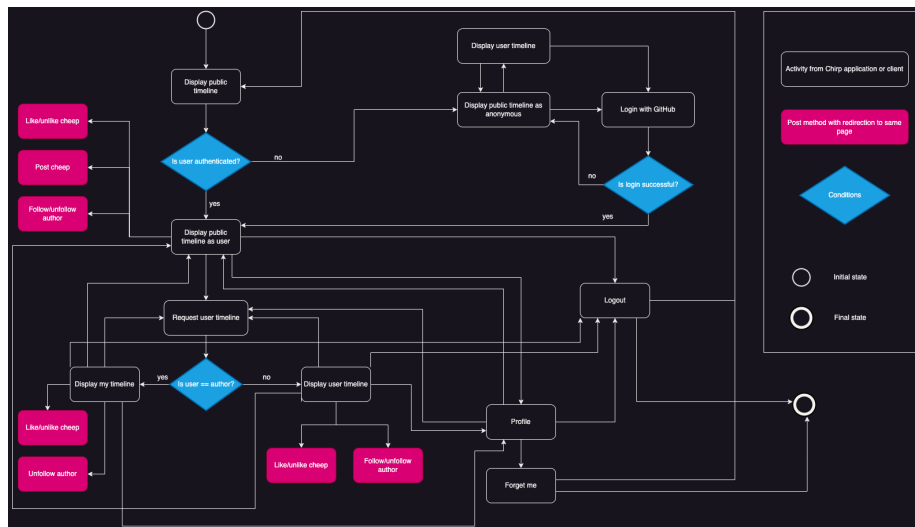 Display user timeline
Display public
timeline
Activity from Chirp application or client
Like/unlike cheep
Display public timeline as
anonymous
Login with GitHub
Post method with redirection to same
page
Is user authenticated?
no
Post cheep
no
Is login successful?
Conditions
yes
Follow/unfollow
author
yes
Display public
timeline as user
Initial state
Logout
Request user timeline
Final state
Display my timeline
yes
Is user == author?
no
Display user timeline
Like/unlike cheep
Profile
Unfollow author
Like/unlike cheep
Follow/unfollow
author
Forget me